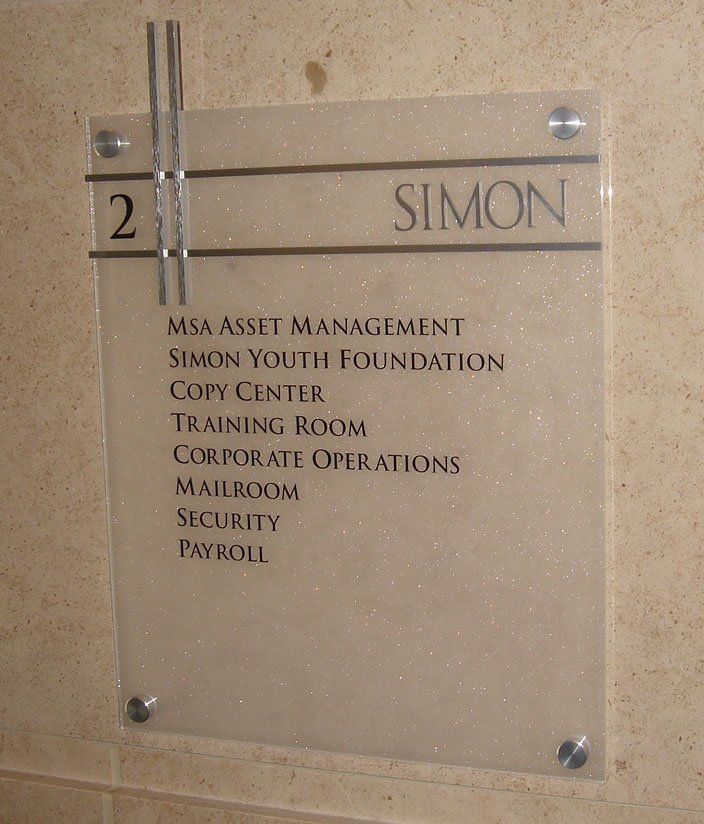 2 SIMON
MSA ASSET MANAGEMENT
SIMON YOUTH FOUNDATION
COPY CENTER
TRAINING ROOM
CORPORATE OPERATIONS
MAILROOM
SECURITY
PAYROLL